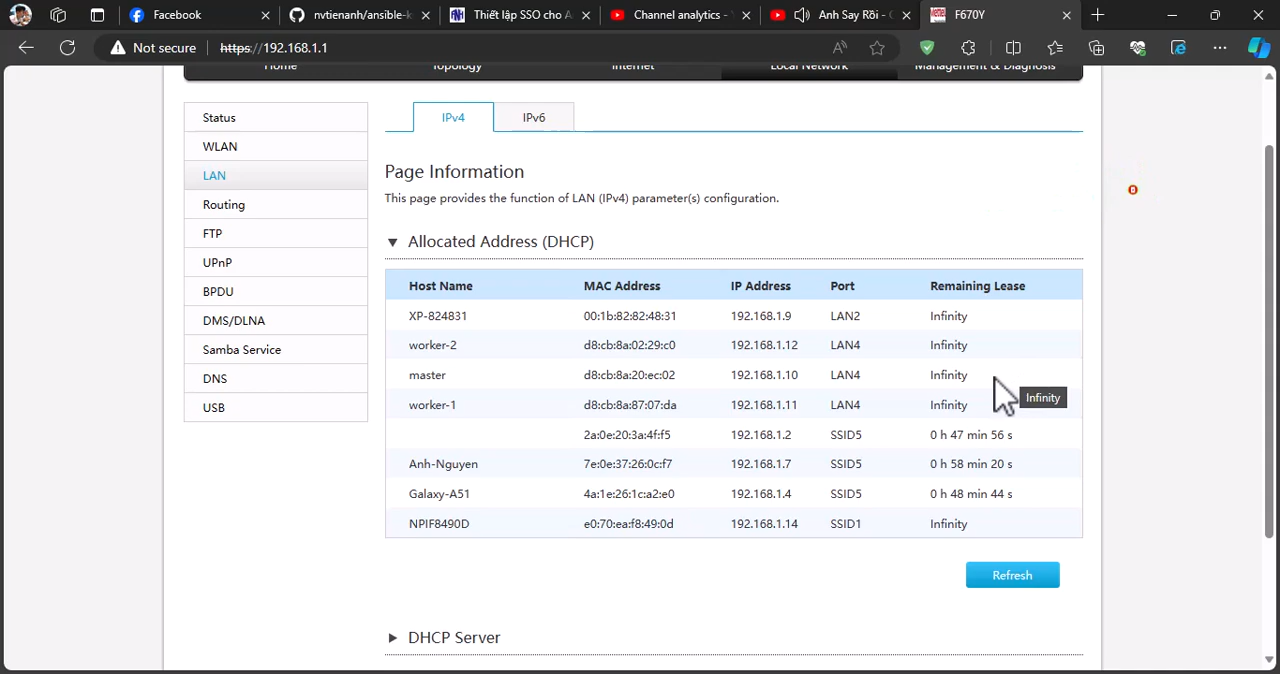 Facebook
nvtienanh/ansible-k
Thiết lập SSO cho A
Channel analytics -
Anh Say Rồi -
F670Y
Not secure
https://192.168.1.1
Home
Topology
Internet
Local Network
Management & Diagnosis
Status
WLAN
LAN
Routing
FTP
UPnP
BPDU
DMS/DLNA
Samba Service
DNS
USB
IPv4
IPv6
Page Information
This page provides the function of LAN (IPv4) parameter(s) configuration.
Allocated Address (DHCP)
Host Name MAC Address IP Address Port Remaining Lease
XP-824831 00:1b:82:82:48:31 192.168.1.9 LAN2 Infinity
worker-2 d8:cb:8a:02:29:c0 192.168.1.12 LAN4 Infinity
master d8:cb:8a:20:ec:02 192.168.1.10 LAN4 Infinity
Infinity
worker-1 d8:cb:8a:87:07:da 192.168.1.11 LAN4 Infinity
2a:0e:20:3a:4f:f5 192.168.1.2 SSID5 0 h 47 min 56 s
Anh-Nguyen 7e:0e:37:26:0c:f7 192.168.1.7 SSID5 0 h 58 min 20 s
Galaxy-A51 4a:1e:26:1c:a2:e0 192.168.1.4 SSID5 0 h 48 min 44 s
NPIF8490D e0:70:ea:f8:49:0d 192.168.1.14 SSID1 Infinity
Refresh
DHCP Server